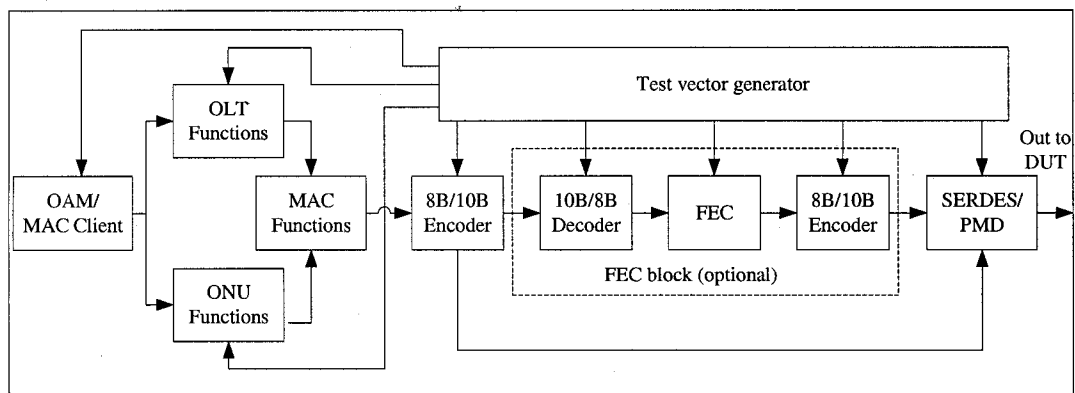 Test vector generator
OLT
Functions
Out to
DUT
OAM/
MAC Client
MAC
Functions
8B/10B
Encoder
10B/8B
Decoder
FEC
8B/10B
Encoder
SERDES/
PMD
FEC block (optional)
ONU
Functions